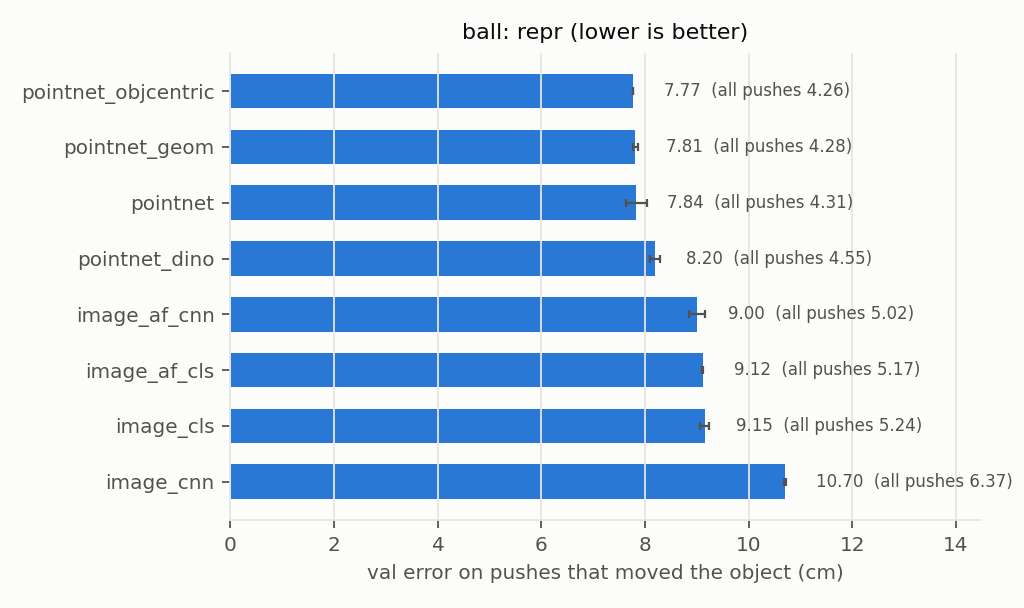 ball: repr (lower is better)
pointnet_objcentric 7.77 (all pushes 4.26)
pointnet_geom 7.81 (all pushes 4.28)
pointnet 7.84 (all pushes 4.31)
pointnet_dino 8.20 (all pushes 4.55)
image_af_cnn 9.00 (all pushes 5.02)
image_af_cls 9.12 (all pushes 5.17)
image_cls 9.15 (all pushes 5.24)
image_cnn 10.70 (all pushes 6.37)
0 2 4 6 8 10 12 14
val error on pushes that moved the object (cm)